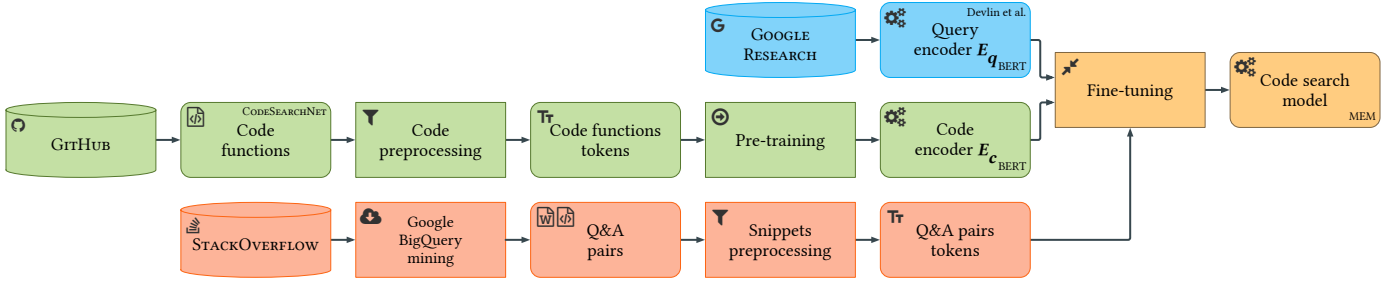 Devlin et al.
GOOGLE
RESEARCH
Query
encoder Eq BERT
Fine-tuning
Code search
model
MEM
GITHUB
CODESEARCHNET
Code
functions
Code
preprocessing
Code functions
tokens
Pre-training
Code
encoder Ec BERT
STACKOVERFLOW
Google
BigQuery
mining
W
Q&A
pairs
Snippets
preprocessing
Q&A pairs
tokens